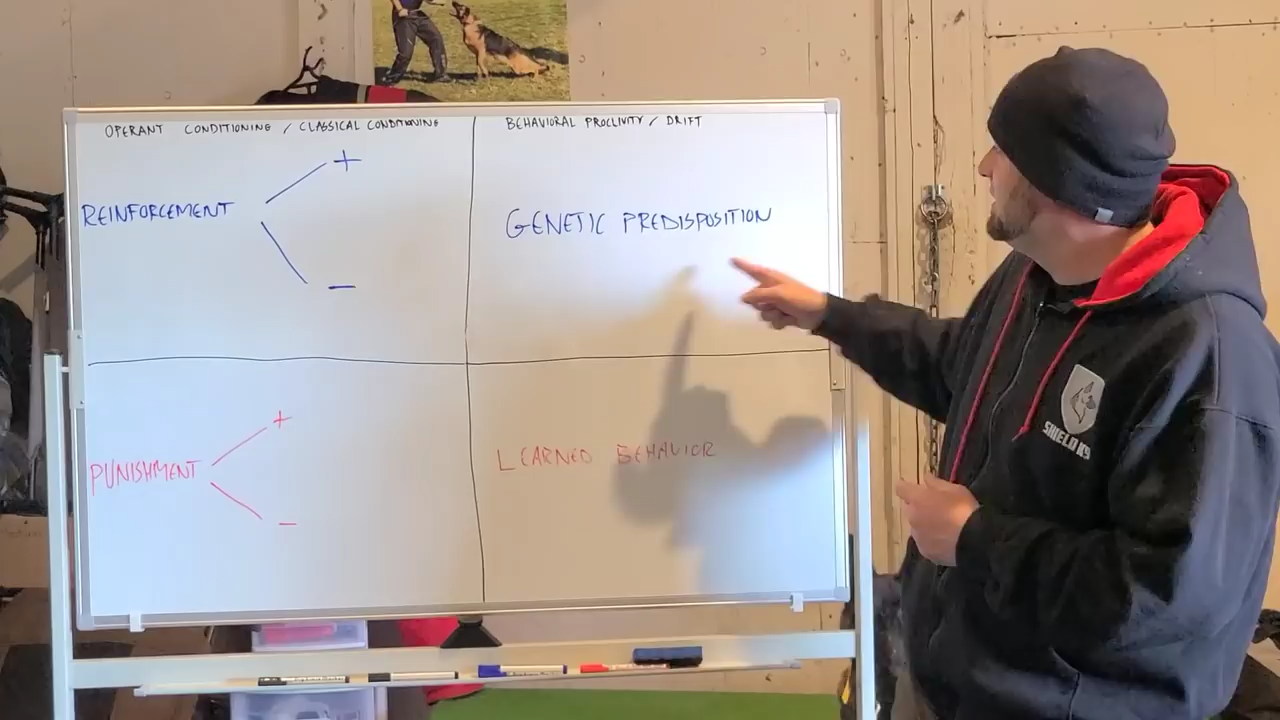 OPERANT CONDITIONING / CLASSICAL CONDITIONING
REINFORCEMENT
+
-
PUNISHMENT
+
-
BEHAVIORAL PROCLIVITY / DRIFT
GENETIC PREDISPOSITION
LEARNED BEHAVIOR
SHIELD K9